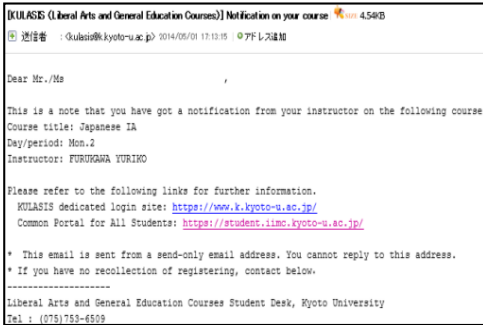 [KULASIS (Liberal Arts and General Education Courses)] Notification on your course 4.54KB
送信者 : <kulasis@k.kyoto-u.ac.jp> 2014/05/01 17:13:15 アドレス追加
Dear Mr./Ms ,
This is a note that you have got a notification from your instructor on the following course
Course title: Japanese IA
Day/period: Mon.2
Instructor: FURUKAWA YURIKO
Please refer to the following links for further information.
KULASIS dedicated login site: https://www.k.kyoto-u.ac.jp/
Common Portal for All Students: https://student.iimc.kyoto-u.ac.jp/
* This email is sent from a send-only email address. You cannot reply to this address.
* If you have no recollection of registering, contact below.
--------------------
Liberal Arts and General Education Courses Student Desk, Kyoto University
Tel : (075)753-6509